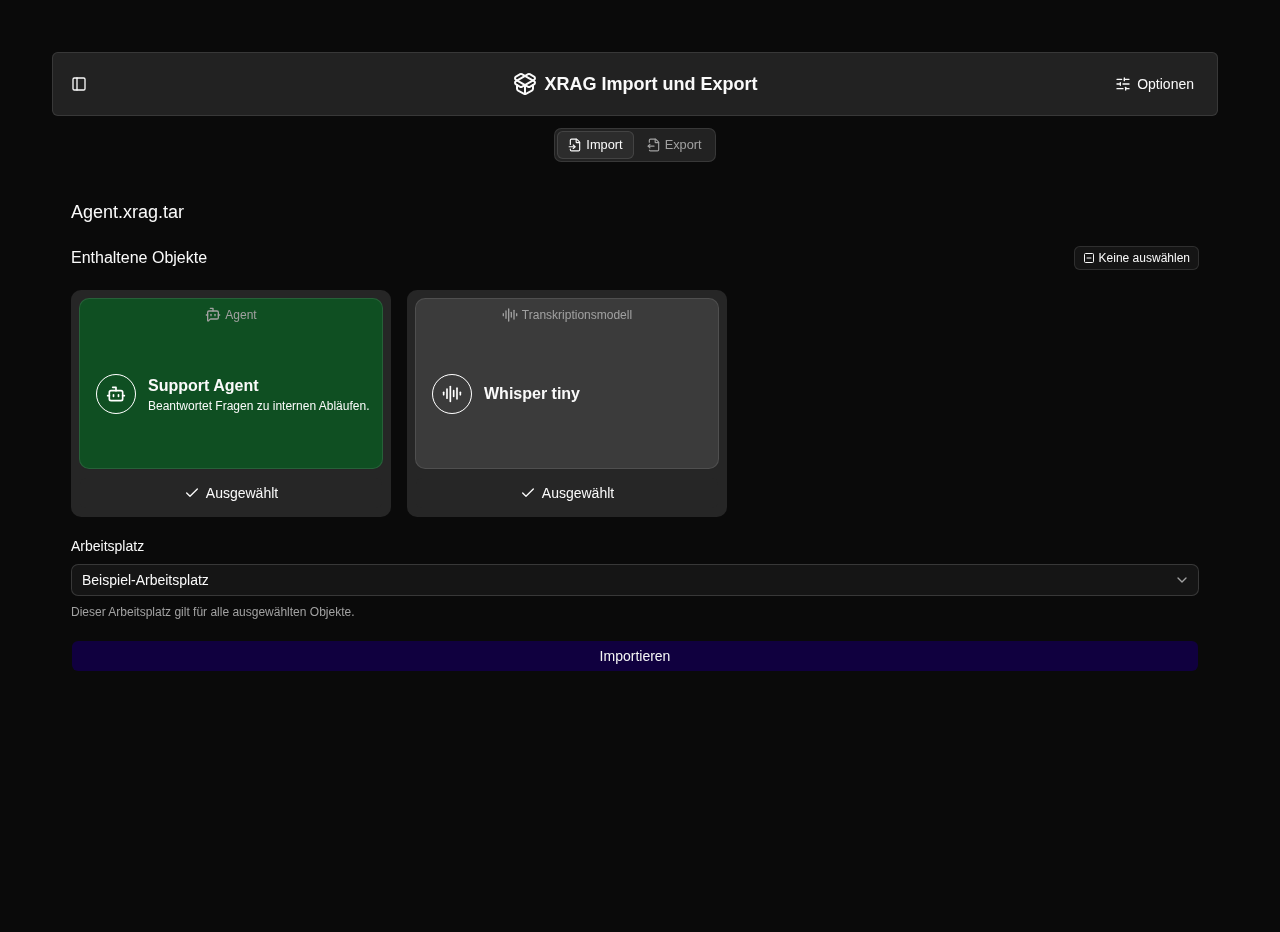 XRAG Import und Export
Optionen
Import
Export
Agent.xrag.tar
Enthaltene Objekte
Keine auswählen
Agent
Support Agent
Beantwortet Fragen zu internen Abläufen.
Ausgewählt
Transkriptionsmodell
Whisper tiny
Ausgewählt
Arbeitsplatz
Beispiel-Arbeitsplatz
Dieser Arbeitsplatz gilt für alle ausgewählten Objekte.
Importieren